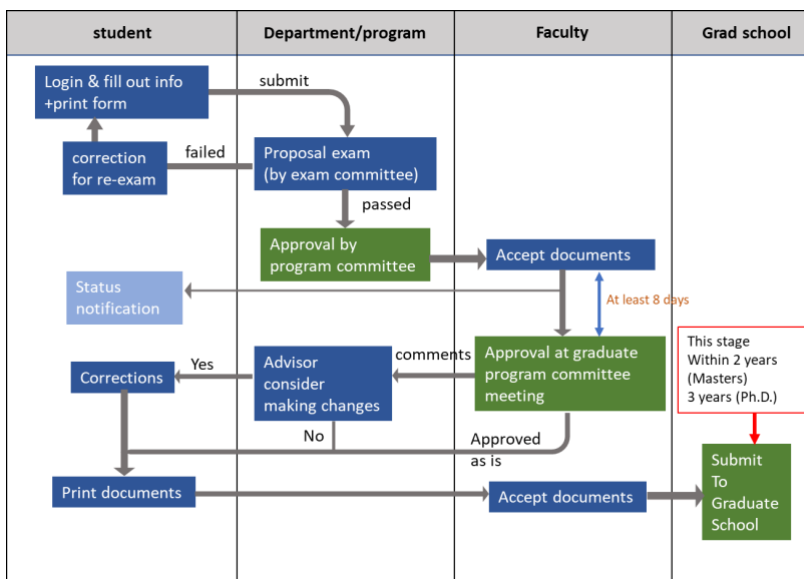 student
Department/program
Faculty
Grad school
Login & fill out info
+print form
submit
correction
for re-exam
failed
Proposal exam
(by exam committee)
passed
Approval by
program committee
Accept documents
Status
notification
At least 8 days
This stage
Within 2 years
(Masters)
3 years (Ph.D.)
Corrections
Yes
Advisor
consider
making changes
comments
Approval at graduate
program committee
meeting
No
Approved
as is
Submit
To
Graduate
School
Print documents
Accept documents